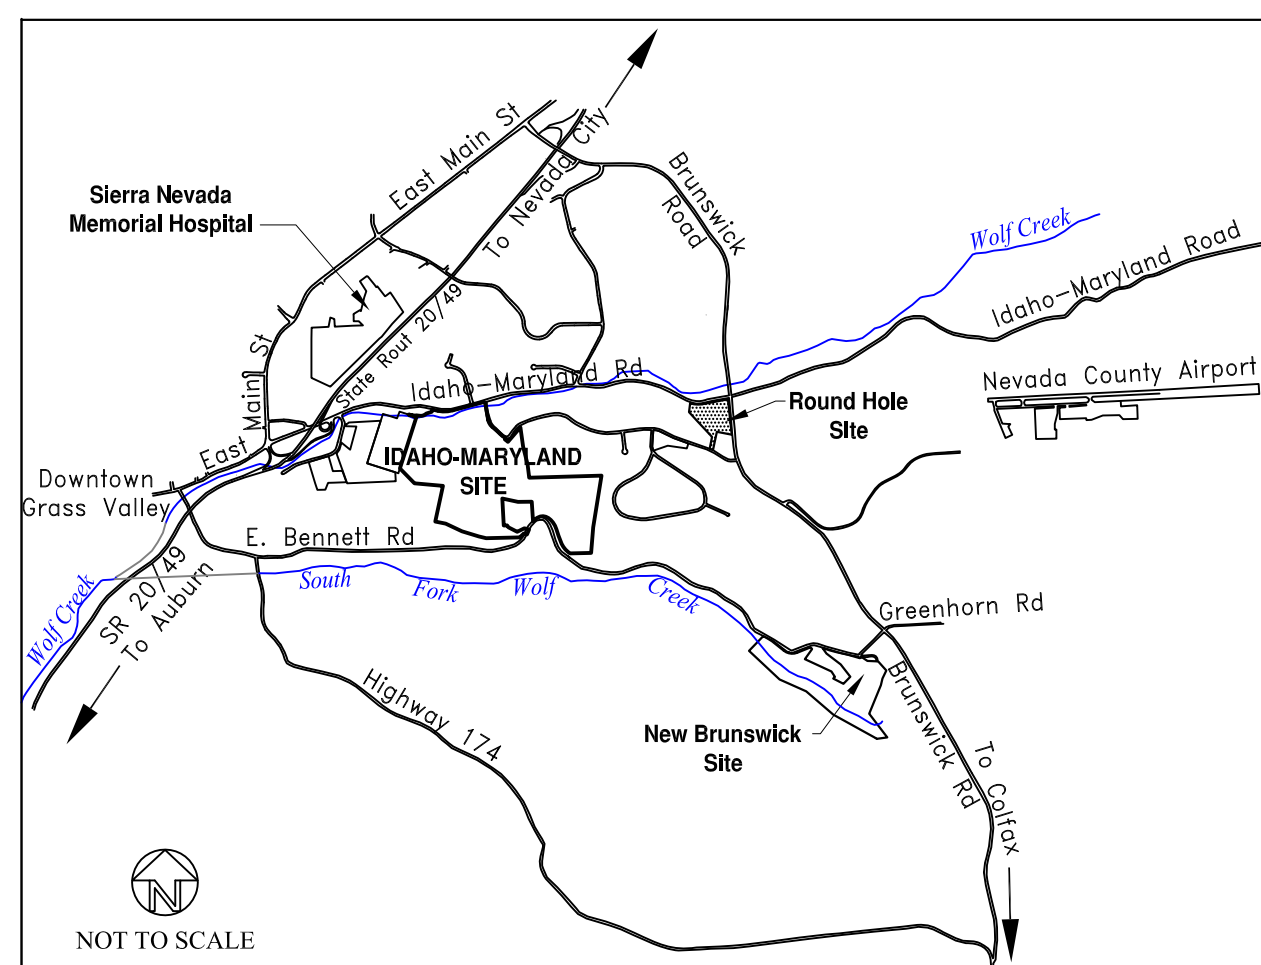 East Main St
To Nevada City
Sierra Nevada
Memorial Hospital
Brunswick
Road
Wolf Creek
Idaho-Maryland Road
State Rout 20/49
East Main St
Idaho-Maryland Rd
Nevada County Airport
Round Hole
SIte
IDAHO-MARYLAND
SITE
Downtown
Grass Valley
E. Bennett Rd
South Fork Wolf Creek
Wolf Creek
SR 20/49
To Auburn
Greenhorn Rd
Highway 174
New Brunswick
Site
Brunswick Rd
To Colfax
N
NOT TO SCALE